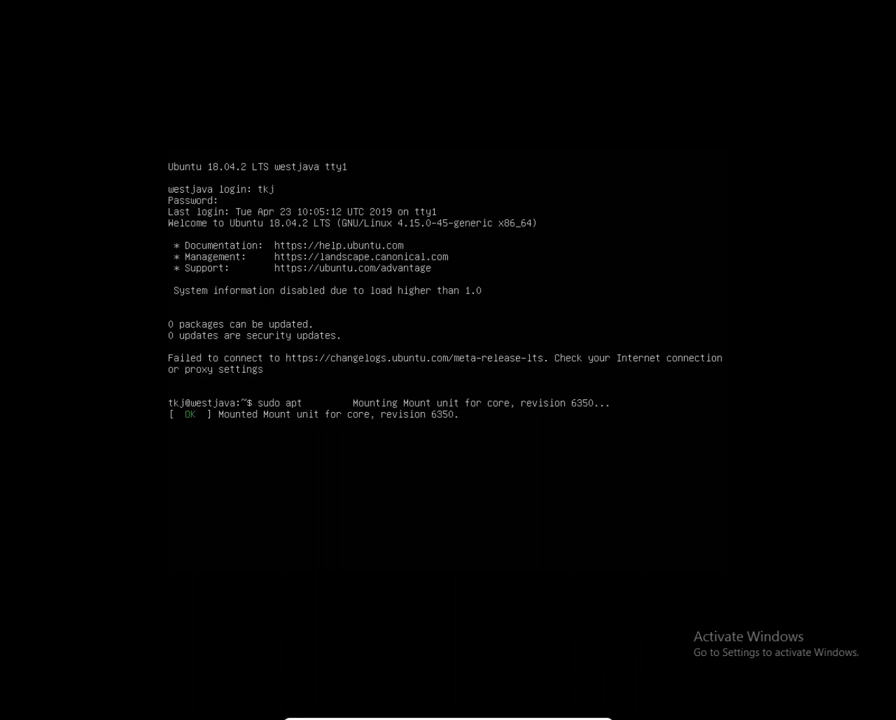 Ubuntu 18.04.2 LTS westjava tty1
westjava login: tkj
Password:
Last login: Tue Apr 23 10:05:12 UTC 2019 on tty1
Welcome to Ubuntu 18.04.2 LTS (GNU/Linux 4.15.0-45-generic x86_64)
* Documentation: https://help.ubuntu.com
* Management: https://landscape.canonical.com
* Support: https://ubuntu.com/advantage
System information disabled due to load higher than 1.0
0 packages can be updated.
0 updates are security updates.
Failed to connect to https://changelogs.ubuntu.com/meta-release-lts. Check your Internet connection
or proxy settings
tkj@westjava:~$ sudo apt Mounting Mount unit for core, revision 6350...
[ OK ] Mounted Mount unit for core, revision 6350.
Activate Windows
Go to Settings to activate Windows.